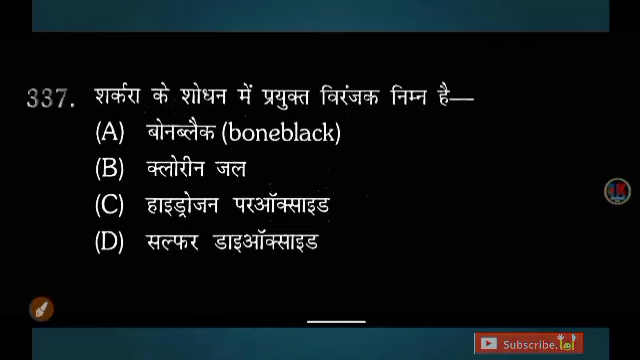 337. शर्करा के शोधन में प्रयुक्त विरंजक निम्न है—
(A) बोनब्लैक (boneblack)
(B) क्लोरीन जल
(C) हाइड्रोजन परऑक्साइड
(D) सल्फर डाइऑक्साइड
Subscribe